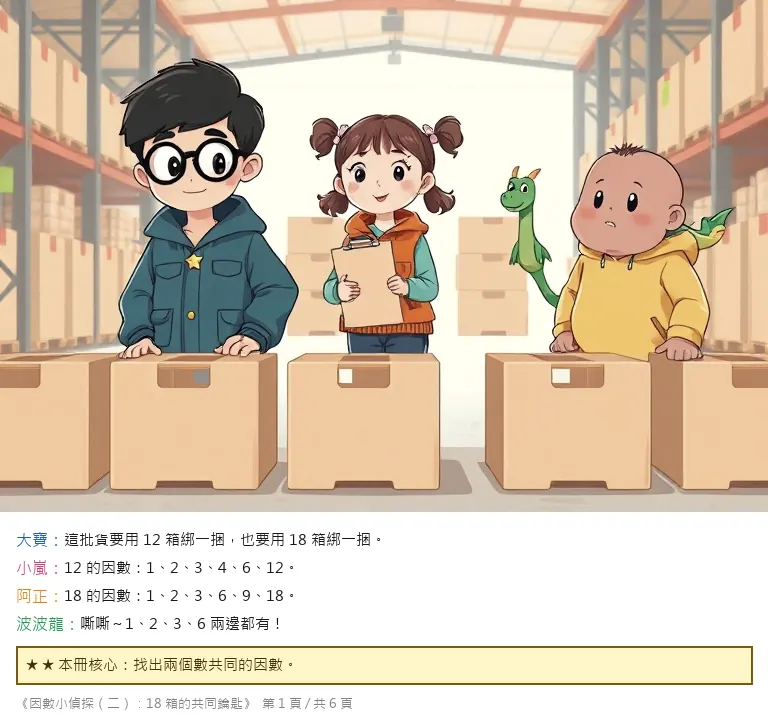 大寶：這批貨要用 12 箱綁一捆，也要用 18 箱綁一捆。
小嵐：12 的因數：1、2、3、4、6、12。
阿正：18 的因數：1、2、3、6、9、18。
波波龍：嘶嘶～1、2、3、6 兩邊都有！
★★本冊核心：找出兩個數共同的因數。
《因數小偵探（二）：18 箱的共同鑰匙》 第 1 頁 / 共 6 頁